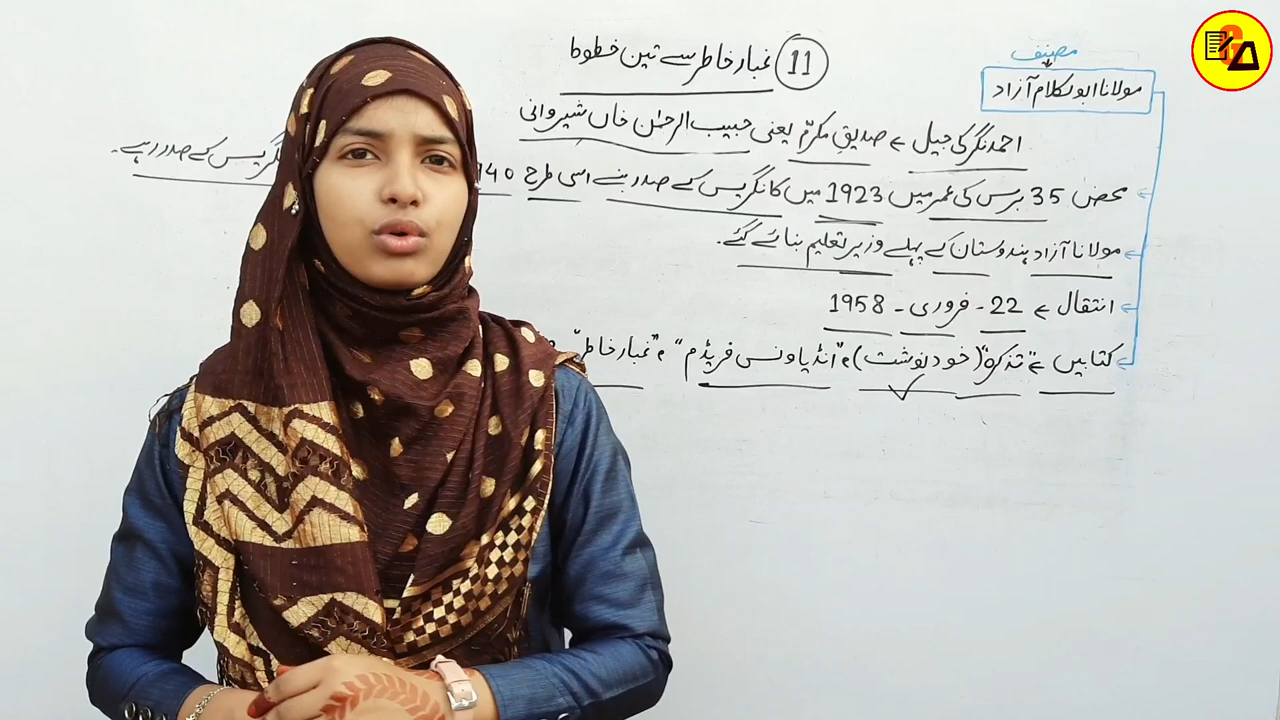 11 غبار خاطر سے تین خطوط
مصنف
مولانا ابولکلام آزاد
احمد نگر کی جیل ← صدیقِ مکرّم یعنی حبیب الرحمٰن خاں شیروانی
محض 35 برس کی عمر میں 1923 میں کانگریس کے صدر بنے اسی طرح کے صدر رہے۔
مولانا آزاد ہندوستان کے پہلے وزیرِ تعلیم بنائے گئے۔
انتقال ← 22 - فروری - 1958
کتابیں ← "تذکرہ" (خود نوشت)، "انڈیا ونس فریڈم"، "غبار خاطر"